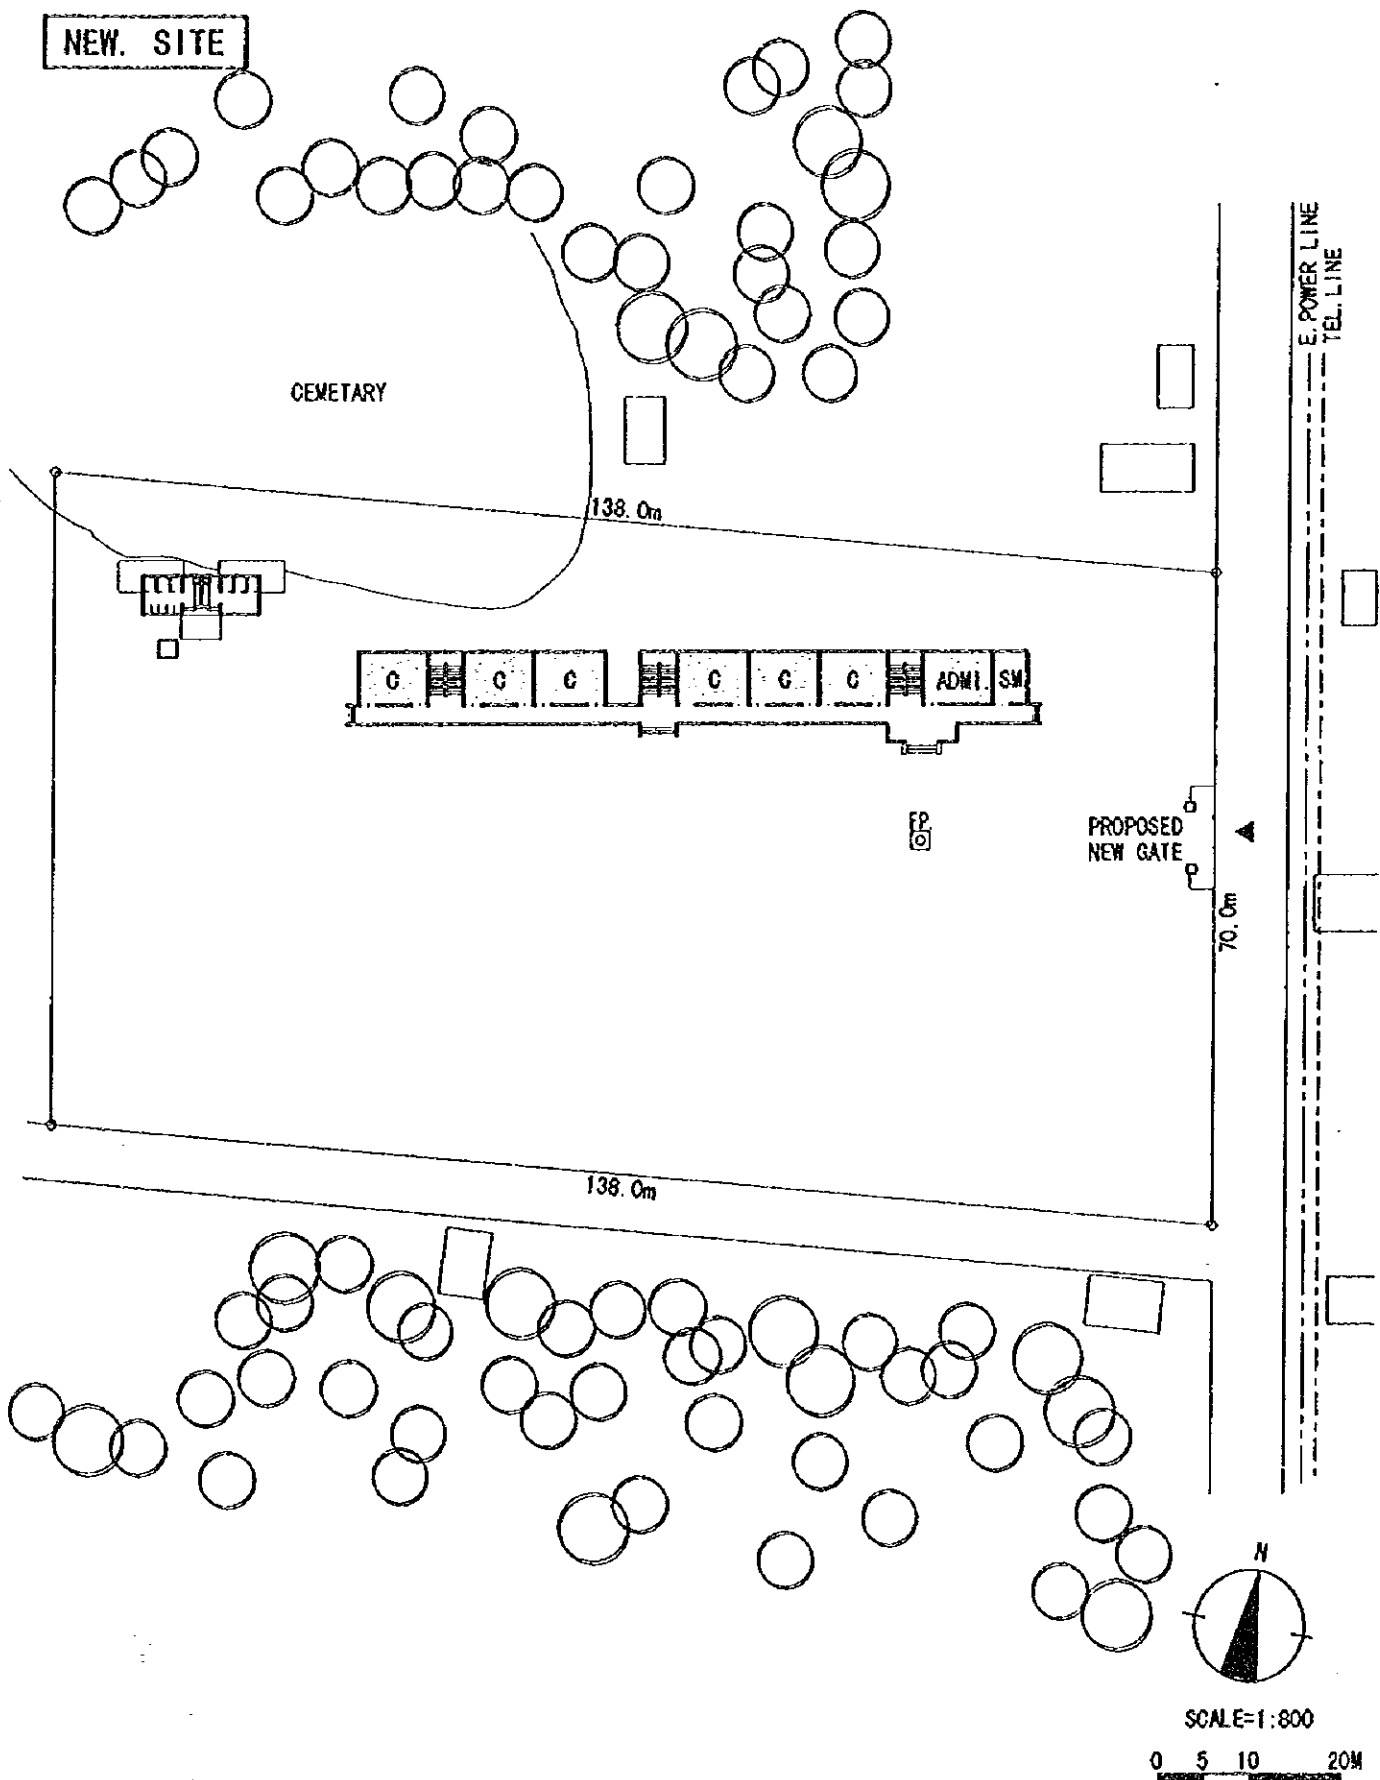 NEW. SITE
E. POWER LINE
TEL. LINE
CEMETARY
138. 0m
C
C
C
C
C
C
ADMI.
SM
FP.
PROPOSED
NEW GATE
70. 0m
138. 0m
N
SCALE=1:800
0 5 10 20M